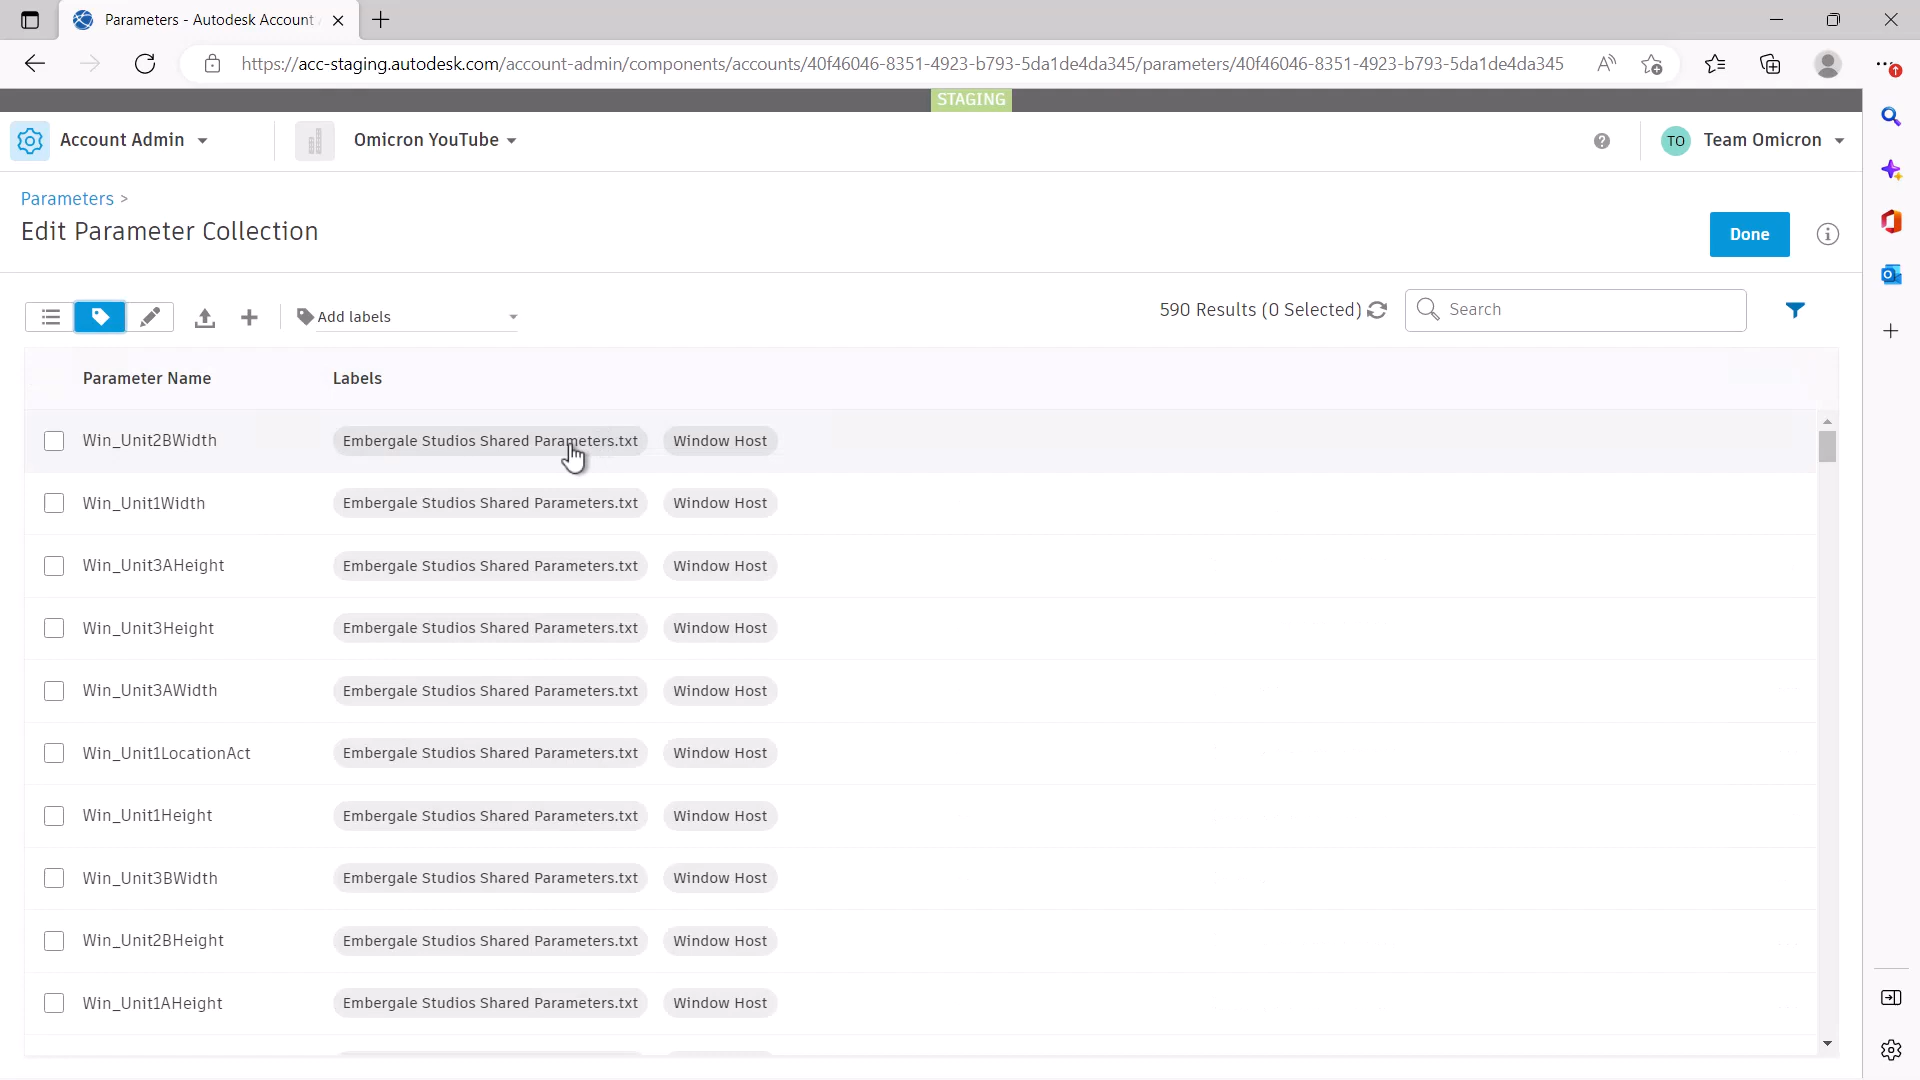 Parameters - Autodesk Account
https://acc-staging.autodesk.com/account-admin/components/accounts/40f46046-8351-4923-b793-5da1de4da345/parameters/40f46046-8351-4923-b793-5da1de4da345
STAGING
Account Admin
Omicron YouTube
TO Team Omicron
Parameters >
Edit Parameter Collection
Done
Add labels
590 Results (0 Selected)
Search
Parameter Name Labels
Win_Unit2BWidth Embergale Studios Shared Parameters.txt Window Host
Win_Unit1Width Embergale Studios Shared Parameters.txt Window Host
Win_Unit3AHeight Embergale Studios Shared Parameters.txt Window Host
Win_Unit3Height Embergale Studios Shared Parameters.txt Window Host
Win_Unit3AWidth Embergale Studios Shared Parameters.txt Window Host
Win_Unit1LocationAct Embergale Studios Shared Parameters.txt Window Host
Win_Unit1Height Embergale Studios Shared Parameters.txt Window Host
Win_Unit3BWidth Embergale Studios Shared Parameters.txt Window Host
Win_Unit2BHeight Embergale Studios Shared Parameters.txt Window Host
Win_Unit1AHeight Embergale Studios Shared Parameters.txt Window Host